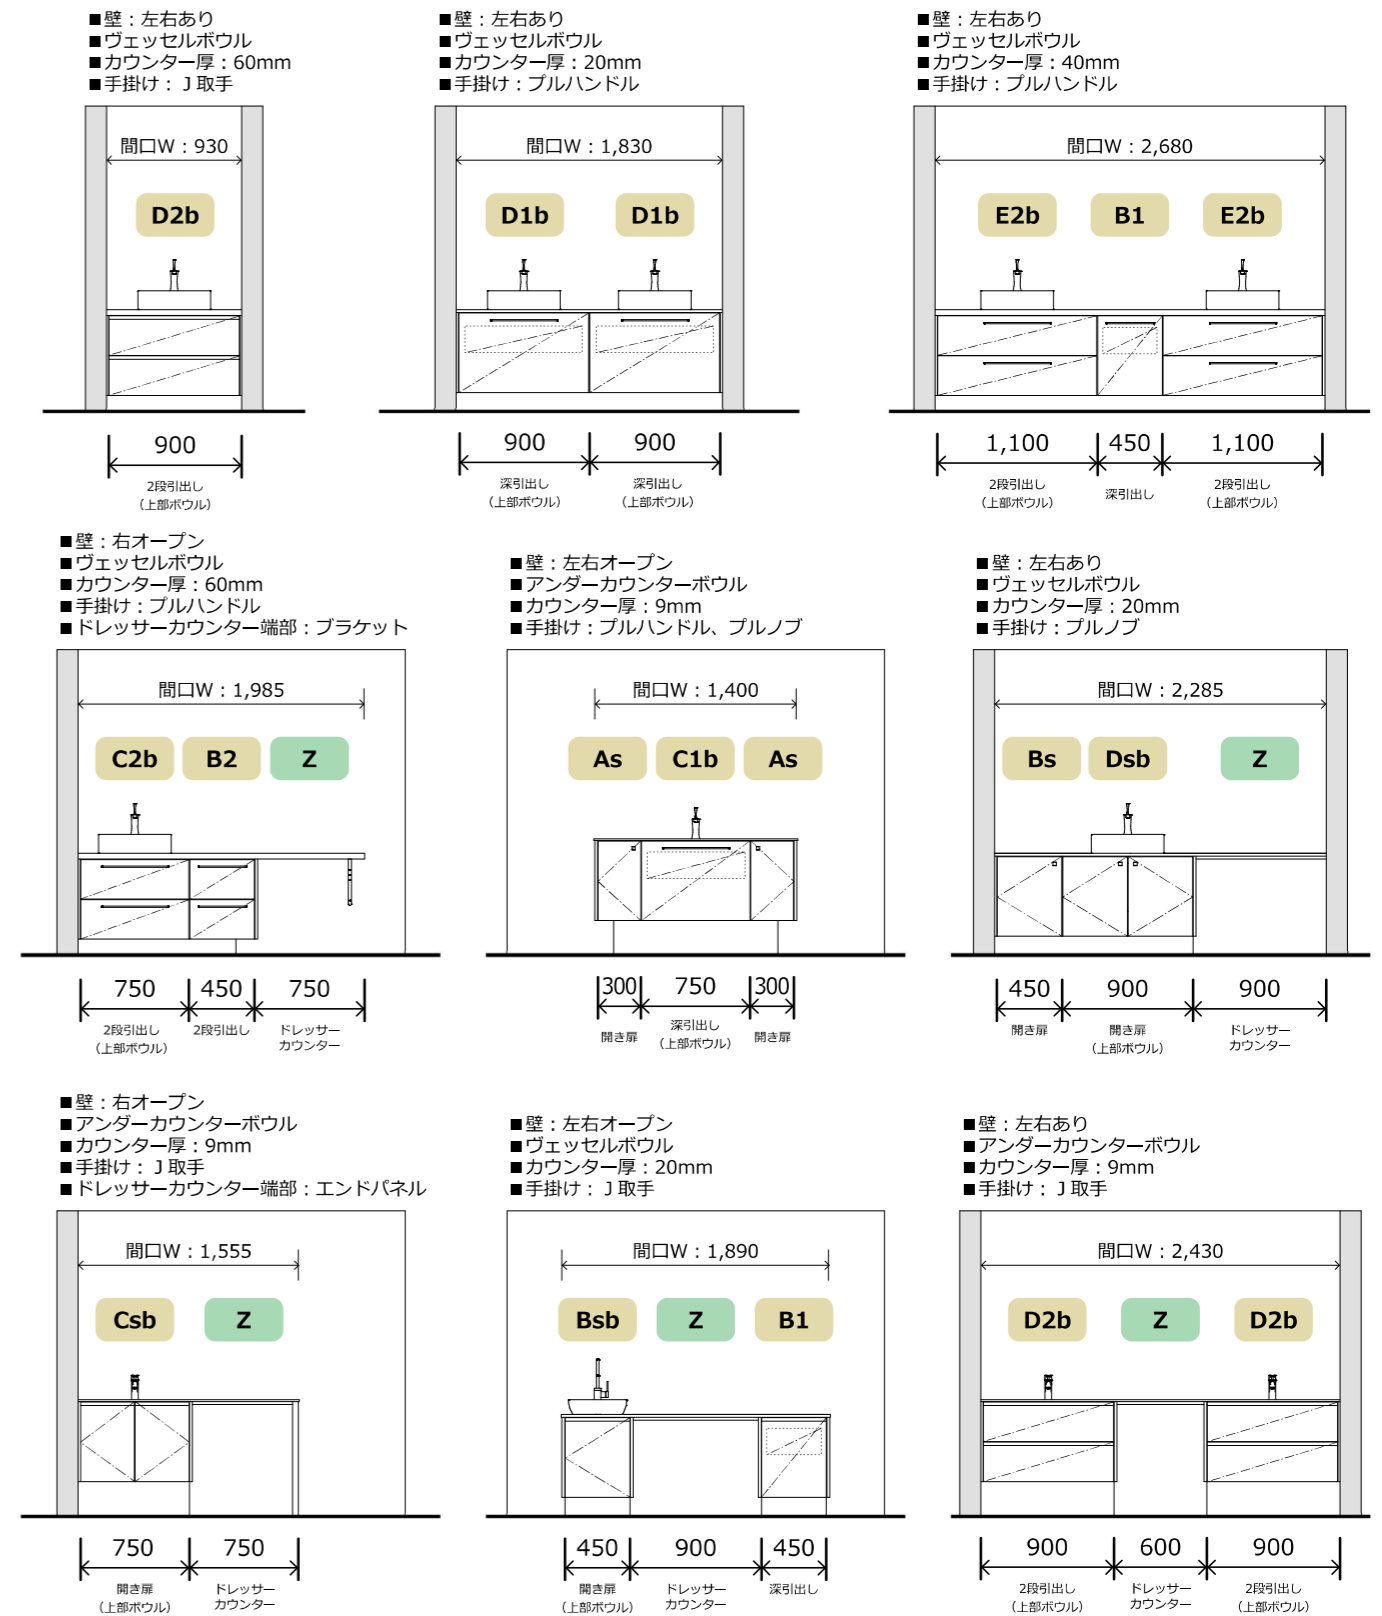 ■壁：左右あり
■ヴェッセルボウル
■カウンター厚：60mm
■手掛け：Ｊ取手
間口W：930
D2b
900
2段引出し
（上部ボウル）
■壁：左右あり
■ヴェッセルボウル
■カウンター厚：20mm
■手掛け：プルハンドル
間口W：1,830
D1b D1b
900 900
深引出し 深引出し
（上部ボウル） （上部ボウル）
■壁：左右あり
■ヴェッセルボウル
■カウンター厚：40mm
■手掛け：プルハンドル
間口W：2,680
E2b B1 E2b
1,100 450 1,100
2段引出し 深引出し 2段引出し
（上部ボウル） （上部ボウル）
■壁：右オープン
■ヴェッセルボウル
■カウンター厚：60mm
■手掛け：プルハンドル
■ドレッサーカウンター端部：ブラケット
間口W：1,985
C2b B2 Z
750 450 750
2段引出し 2段引出し ドレッサー
（上部ボウル） カウンター
■壁：左右オープン
■アンダーカウンターボウル
■カウンター厚：9mm
■手掛け：プルハンドル、プルノブ
間口W：1,400
As C1b As
300 750 300
開き扉 深引出し 開き扉
（上部ボウル）
■壁：左右あり
■ヴェッセルボウル
■カウンター厚：20mm
■手掛け：プルノブ
間口W：2,285
Bs Dsb Z
450 900 900
開き扉 開き扉 ドレッサー
（上部ボウル） カウンター
■壁：右オープン
■アンダーカウンターボウル
■カウンター厚：9mm
■手掛け：Ｊ取手
■ドレッサーカウンター端部：エンドパネル
間口W：1,555
Csb Z
750 750
開き扉 ドレッサー
（上部ボウル） カウンター
■壁：左右オープン
■ヴェッセルボウル
■カウンター厚：20mm
■手掛け：Ｊ取手
間口W：1,890
Bsb Z B1
450 900 450
開き扉 ドレッサー 深引出し
（上部ボウル） カウンター
■壁：左右あり
■アンダーカウンターボウル
■カウンター厚：9mm
■手掛け：Ｊ取手
間口W：2,430
D2b Z D2b
900 600 900
2段引出し ドレッサー 2段引出し
（上部ボウル） カウンター （上部ボウル）